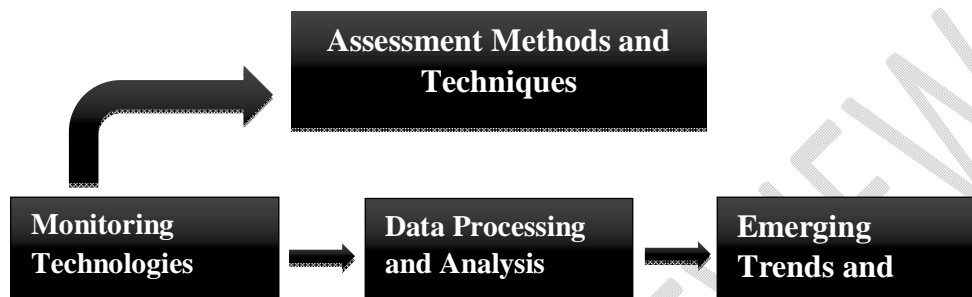 Assessment Methods and
Techniques
Monitoring
Technologies
Data Processing
and Analysis
Emerging
Trends and